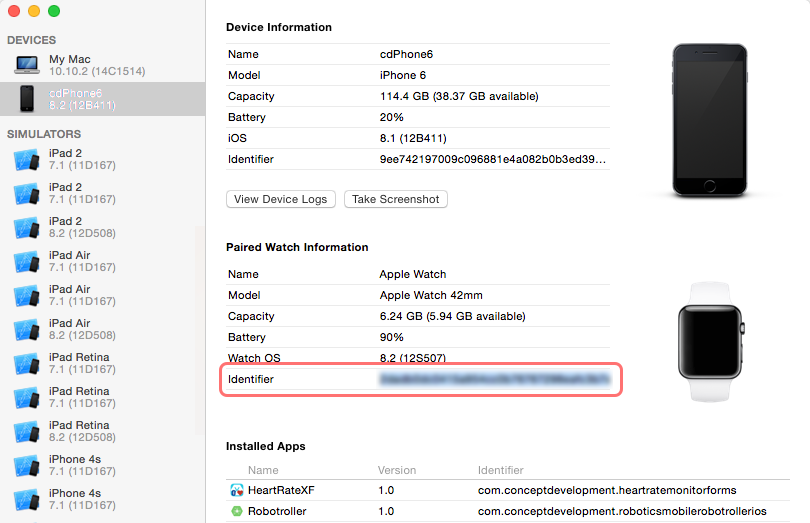 DEVICES
My Mac
10.10.2 (14C1514)
cdPhone6
8.2 (12B411)
SIMULATORS
iPad 2
7.1 (11D167)
iPad 2
7.1 (11D167)
iPad 2
8.2 (12D508)
iPad Air
7.1 (11D167)
iPad Air
7.1 (11D167)
iPad Air
8.2 (12D508)
iPad Retina
7.1 (11D167)
iPad Retina
7.1 (11D167)
iPad Retina
8.2 (12D508)
iPhone 4s
7.1 (11D167)
iPhone 4s
7.1 (11D167)
Device Information
Name cdPhone6
Model iPhone 6
Capacity 114.4 GB (38.37 GB available)
Battery 20%
iOS 8.1 (12B411)
Identifier 9ee742197009c096881e4a082b0b3ed39...
View Device Logs Take Screenshot
Paired Watch Information
Name Apple Watch
Model Apple Watch 42mm
Capacity 6.24 GB (5.94 GB available)
Battery 90%
Watch OS 8.2 (12S507)
Identifier
Installed Apps
Name Version Identifier
HeartRateXF 1.0 com.conceptdevelopment.heartratemonitorforms
Robotroller 1.0 com.conceptdevelopment.roboticsmobilerobotrollerios